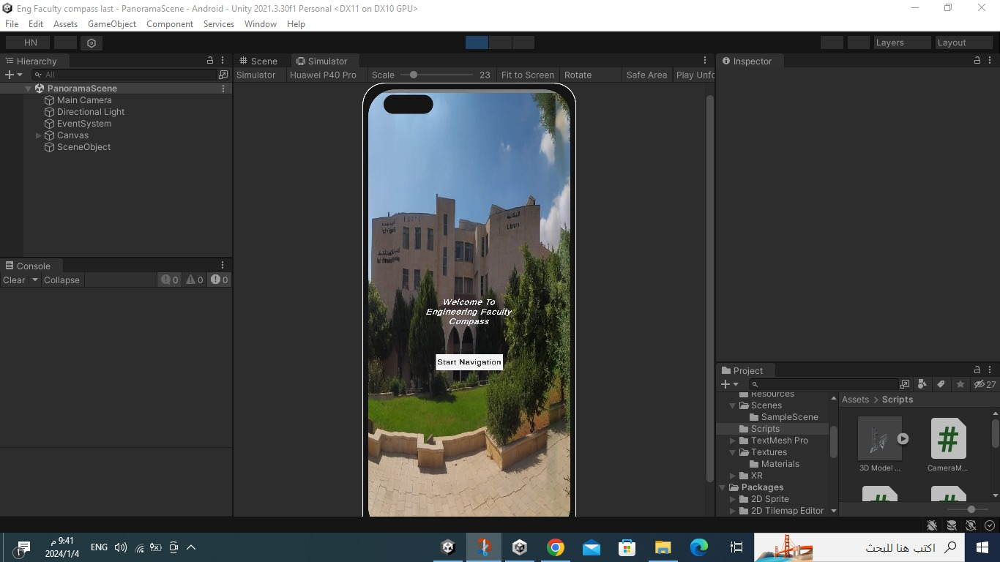 Eng Faculty compass last - PanoramaScene - Android - Unity 2021.3.30f1 Personal <DX11 on DX10 GPU>
File Edit Assets GameObject Component Services Window Help
HN Layers Layout
Hierarchy
All
PanoramaScene
Main Camera
Directional Light
EventSystem
Canvas
SceneObject
Console
Clear Collapse 0 0 0
Scene Simulator
Simulator Huawei P40 Pro Scale 23 Fit to Screen Rotate Safe Area Play Unfo
المكتبة
Library
Welcome To
Engineering Faculty
Compass
Start Navigation
Inspector
Project
27
Resources
Scenes
SampleScene
Scripts
TextMesh Pro
Textures
Materials
XR
Packages
2D Sprite
2D Tilemap Editor
Assets > Scripts
3D Model ...
CameraM...
9:41 م
2024/1/4
ENG
اكتب هنا للبحث